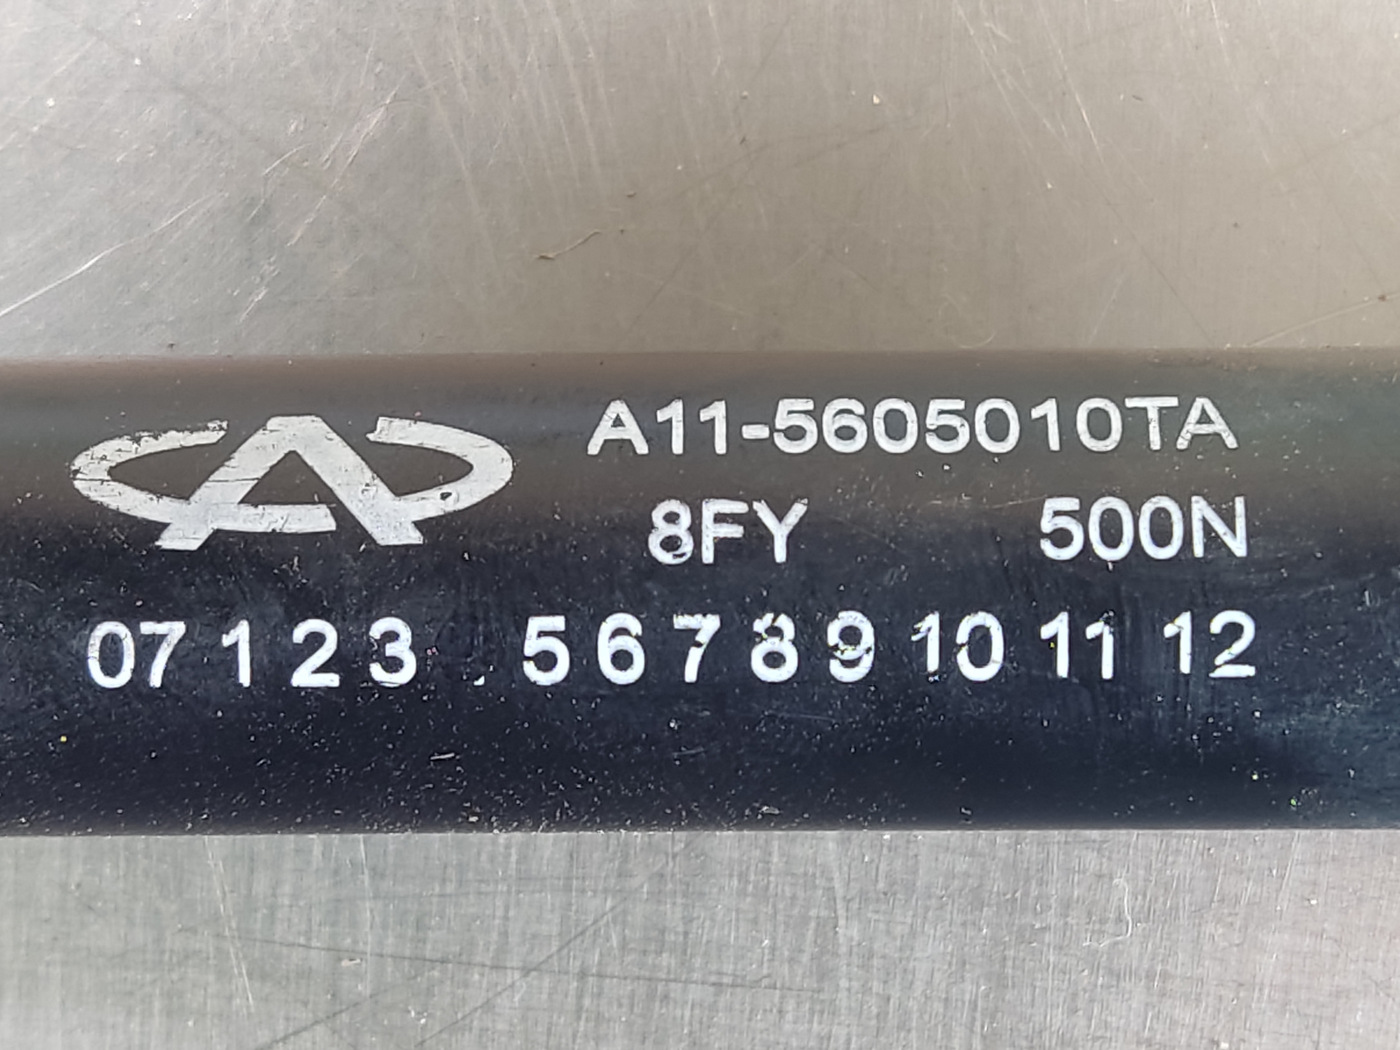 A11-5605010TA
8FY 500N
07 1 2 3 . 5 6 7 8 9 10 11 12